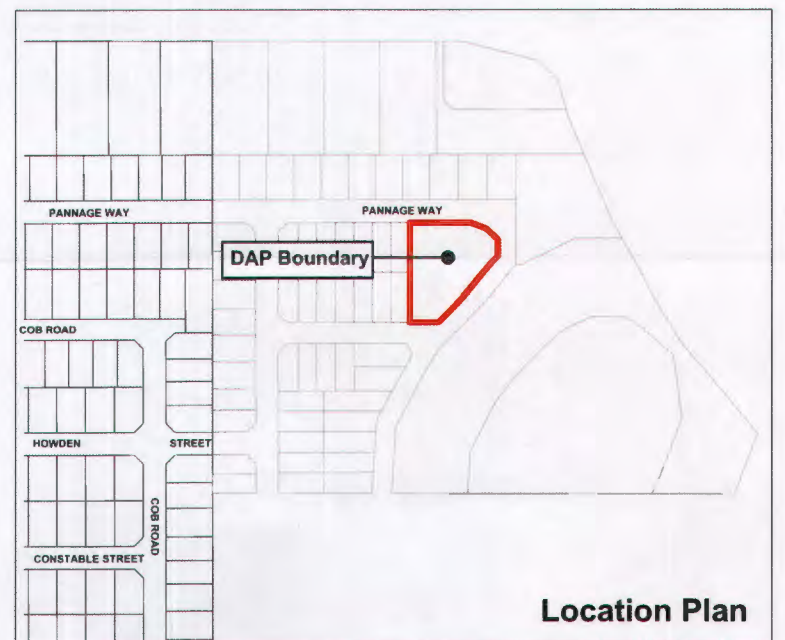 PANNAGE WAY
PANNAGE WAY
DAP Boundary
COB ROAD
HOWDEN STREET
COB ROAD
CONSTABLE STREET
Location Plan